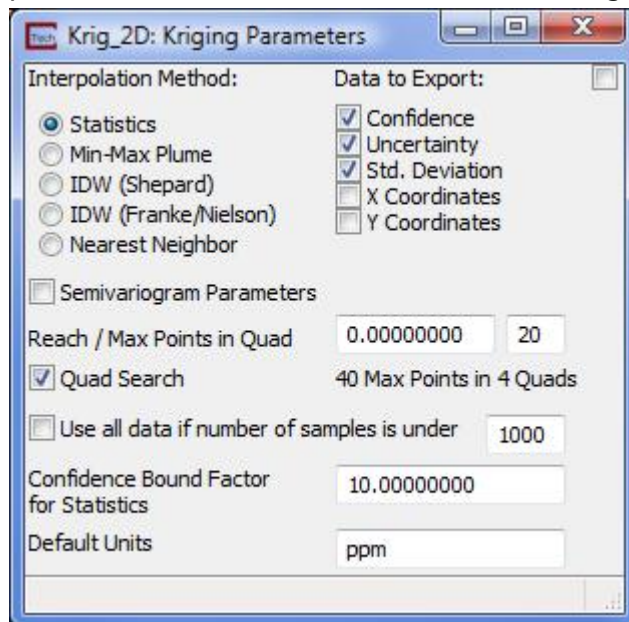 Tech Krig_2D: Kriging Parameters
Interpolation Method: Data to Export:
Statistics
Min-Max Plume
IDW (Shepard)
IDW (Franke/Nielson)
Nearest Neighbor
Confidence
Uncertainty
Std. Deviation
X Coordinates
Y Coordinates
Semivariogram Parameters
Reach / Max Points in Quad 0.00000000 20
Quad Search 40 Max Points in 4 Quads
Use all data if number of samples is under 1000
Confidence Bound Factor
for Statistics 10.00000000
Default Units ppm